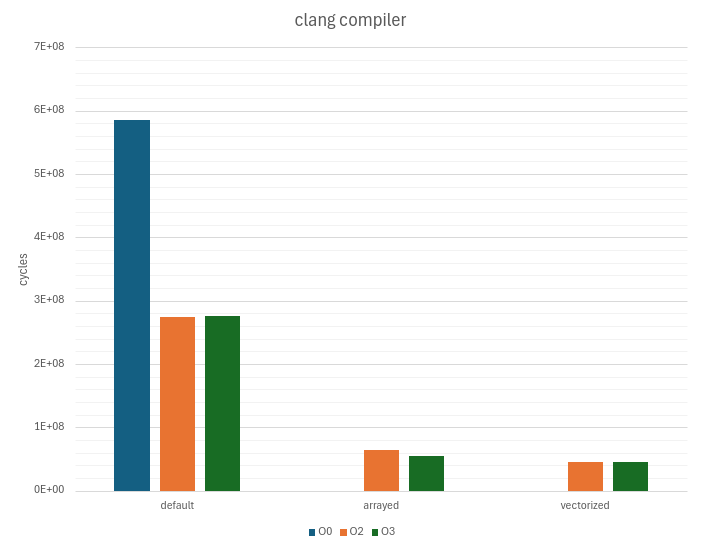 clang compiler
7E+08
6E+08
5E+08
4E+08
3E+08
2E+08
1E+08
0E+00
cycles
default arrayed vectorized
O0 O2 O3